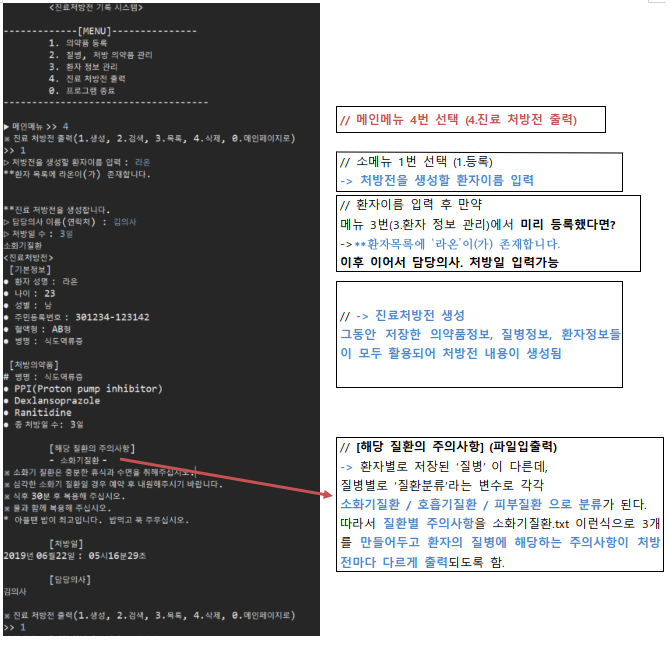 <진료처방전 기록 시스템>
-------------[MENU]---------------
1. 의약품 등록
2. 질병, 처방 의약품 관리
3. 환자 정보 관리
4. 진료 처방전 출력
0. 프로그램 종료
-----------------------------------
▶ 메인메뉴 >> 4
※ 진료 처방전 출력(1.생성, 2.검색, 3.목록, 4.삭제, 0.메인페이지로)
>> 1
▷ 처방전을 생성할 환자이름 입력 : 라온
**환자 목록에 라온이(가) 존재합니다.
**진료 처방전을 생성합니다.
▷ 담당의사 이름(연락처) : 김의사
▷ 처방일 수 : 3일
소화기질환
<진료처방전>
[기본정보]
● 환자 성명 : 라온
● 나이 : 23
● 성별 : 남
● 주민등록번호 : 301234-123142
● 혈액형 : AB형
● 병명 : 식도역류증
[처방의약품]
# 병명 : 식도역류증
● PPI(Proton pump inhibitor)
● Dexlansoprazole
● Ranitidine
● 총 처방일 수: 3일
[해당 질환의 주의사항]
- 소화기질환 -
※ 소화기 질환은 충분한 휴식과 수면을 취해주십시오.
※ 심각한 소화기 질환일 경우 예약 후 내원해주시기 바랍니다.
※ 식후 30분 후 복용해 주십시오.
※ 물과 함께 복용해 주십시오.
* 아플땐 밥이 최고입니다. 밥먹고 푹 주무십시오.
[처방일]
2019년 06월22일 : 05시16분29초
[담당의사]
김의사
※ 진료 처방전 출력(1.생성, 2.검색, 3.목록, 4.삭제, 0.메인페이지로)
>> 1
// 메인메뉴 4번 선택 (4.진료 처방전 출력)
// 소메뉴 1번 선택 (1.등록)
-> 처방전을 생성할 환자이름 입력
// 환자이름 입력 후 만약
메뉴 3번(3.환자 정보 관리)에서 미리 등록했다면?
->**환자목록에 '라온'이(가) 존재합니다.
이후 이어서 담당의사. 처방일 입력가능
// -> 진료처방전 생성
그동안 저장한 의약품정보, 질병정보, 환자정보들
이 모두 활용되어 처방전 내용이 생성됨
// [해당 질환의 주의사항] (파일입출력)
-> 환자별로 저장된 '질병' 이 다른데,
질병별로 '질환분류'라는 변수로 각각
소화기질환 / 호흡기질환 / 피부질환 으로 분류가 된다.
따라서 질환별 주의사항을 소화기질환.txt 이런식으로 3개
를 만들어두고 환자의 질병에 해당하는 주의사항이 처방
전마다 다르게 출력되도록 함.